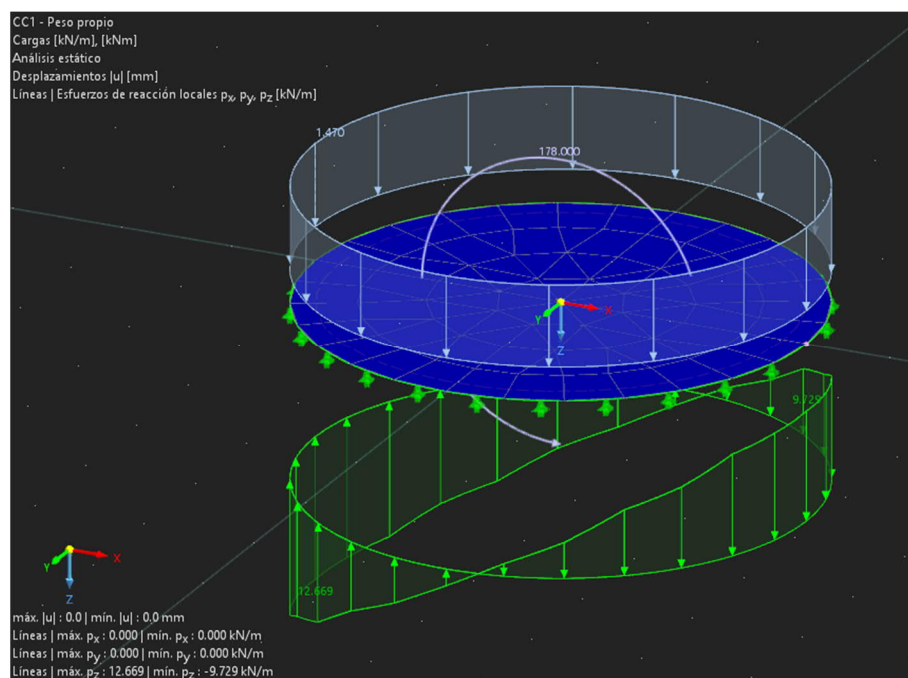 CC1 - Peso propio
Cargas [kN/m], [kNm]
Análisis estático
Desplazamientos |u| [mm]
Líneas | Esfuerzos de reacción locales px, py, pz [kN/m]
1.470
178.000
X
Y
Z
9.729
12.669
X
Y
Z
máx. |u| : 0.0 | mín. |u| : 0.0 mm
Líneas | máx. px : 0.000 | mín. px : 0.000 kN/m
Líneas | máx. py : 0.000 | mín. py : 0.000 kN/m
Líneas | máx. pz : 12.669 | mín. pz : -9.729 kN/m